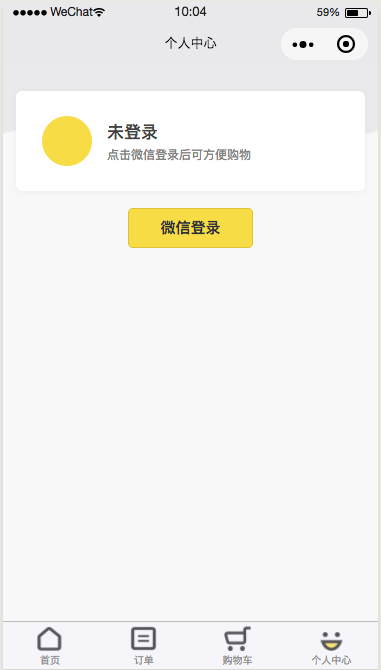 WeChat
10:04
59%
个人中心
未登录
点击微信登录后可方便购物
微信登录
首页
订单
购物车
个人中心